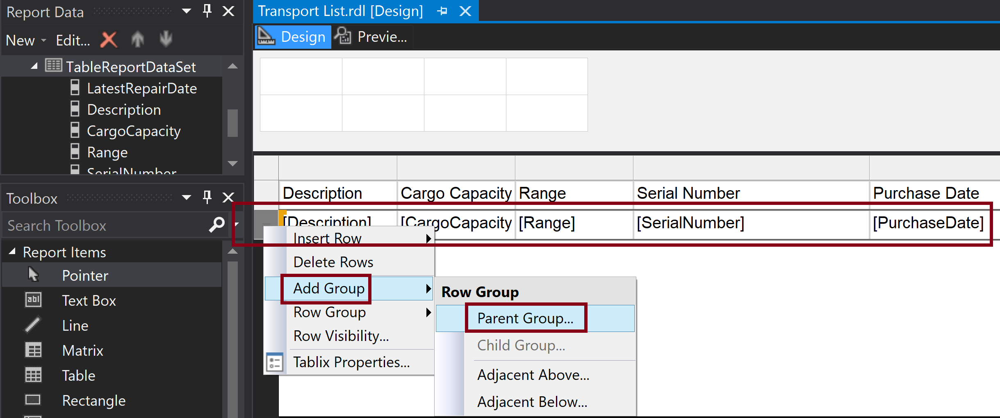 Report Data
New Edit...
TableReportDataSet
LatestRepairDate
Description
CargoCapacity
Range
SerialNumber
Toolbox
Search Toolbox
Report Items
Pointer
abl Text Box
Line
Matrix
Table
Rectangle
Transport List.rdl [Design]
Design Previe...
Description Cargo Capacity Range Serial Number Purchase Date
[Description] [CargoCapacity [Range] [SerialNumber] [PurchaseDate]
Insert Row
Delete Rows
Add Group
Row Group
Row Visibility...
Tablix Properties...
Row Group
Parent Group...
Child Group...
Adjacent Above...
Adjacent Below...